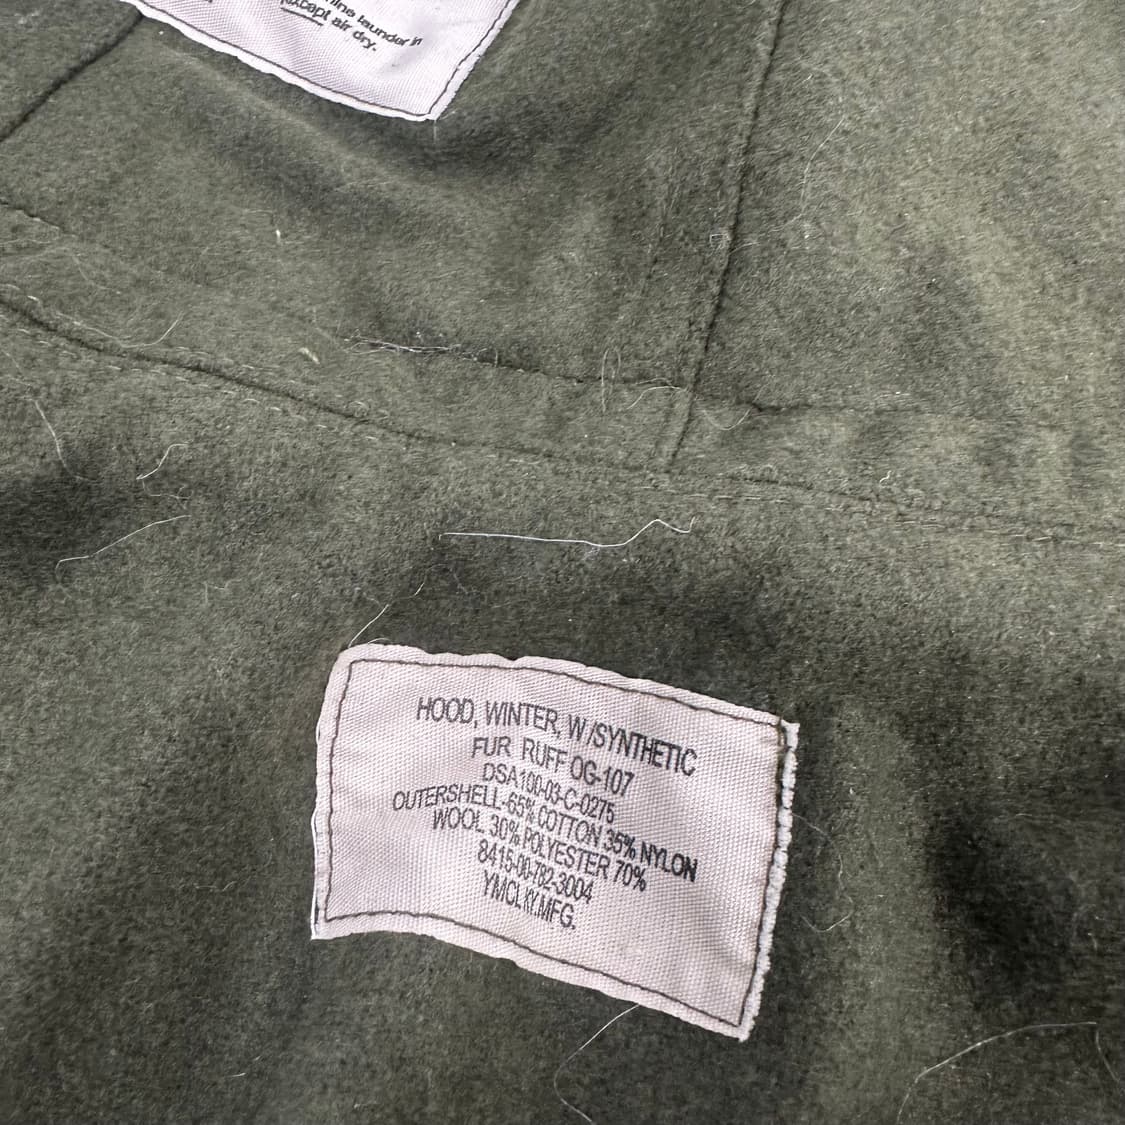 launder in
except air dry.
HOOD, WINTER, W/SYNTHETIC
FUR RUFF OG-107
DSA100-03-C-0275
OUTERSHELL-65% COTTON 35% NYLON
WOOL 30% POLYESTER 70%
8415-00-782-3004
YMCLKY.MFG.